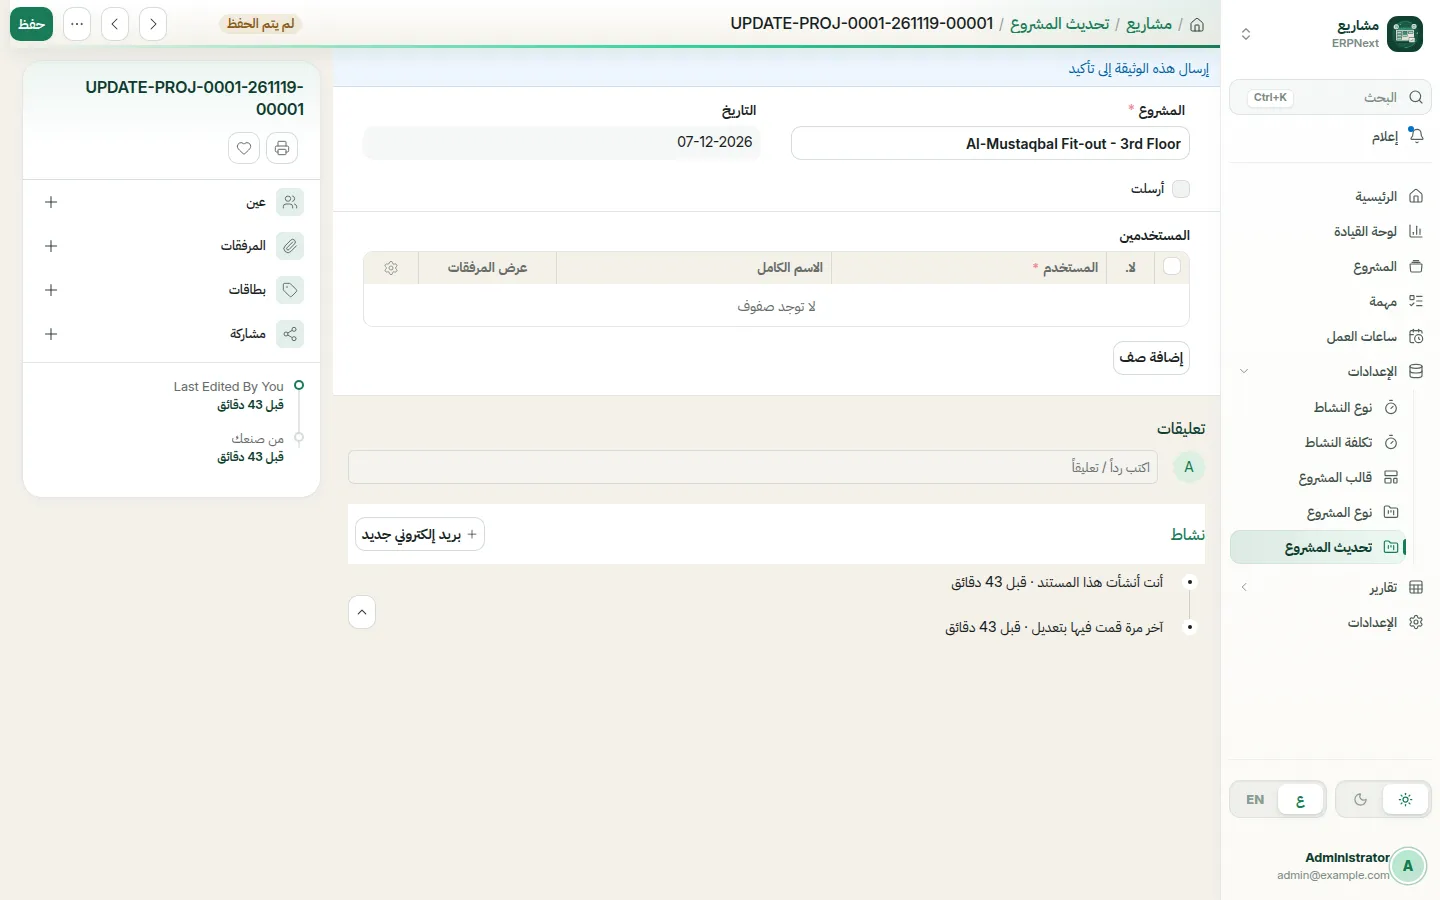 مشاريع
ERPNext
البحث
Ctrl+K
إعلام
الرئيسية
لوحة القيادة
المشروع
مهمة
ساعات العمل
الإعدادات
نوع النشاط
تكلفة النشاط
قالب المشروع
نوع المشروع
تحديث المشروع
تقارير
الإعدادات
ع
EN
Administrator
admin@example.com
A
مشاريع / تحديث المشروع / UPDATE-PROJ-0001-261119-00001
لم يتم الحفظ
حفظ
إرسال هذه الوثيقة إلى تأكيد
المشروع *
Al-Mustaqbal Fit-out - 3rd Floor
التاريخ
07-12-2026
أرسلت
المستخدمين
لا. المستخدم * الاسم الكامل عرض المرفقات
لا توجد صفوف
إضافة صف
تعليقات
A
اكتب رداً / تعليقاً
نشاط
بريد إلكتروني جديد
أنت أنشأت هذا المستند · قبل 43 دقائق
آخر مرة قمت فيها بتعديل · قبل 43 دقائق
UPDATE-PROJ-0001-261119-
00001
عين
المرفقات
بطاقات
مشاركة
Last Edited By You
قبل 43 دقائق
من صنعك
قبل 43 دقائق